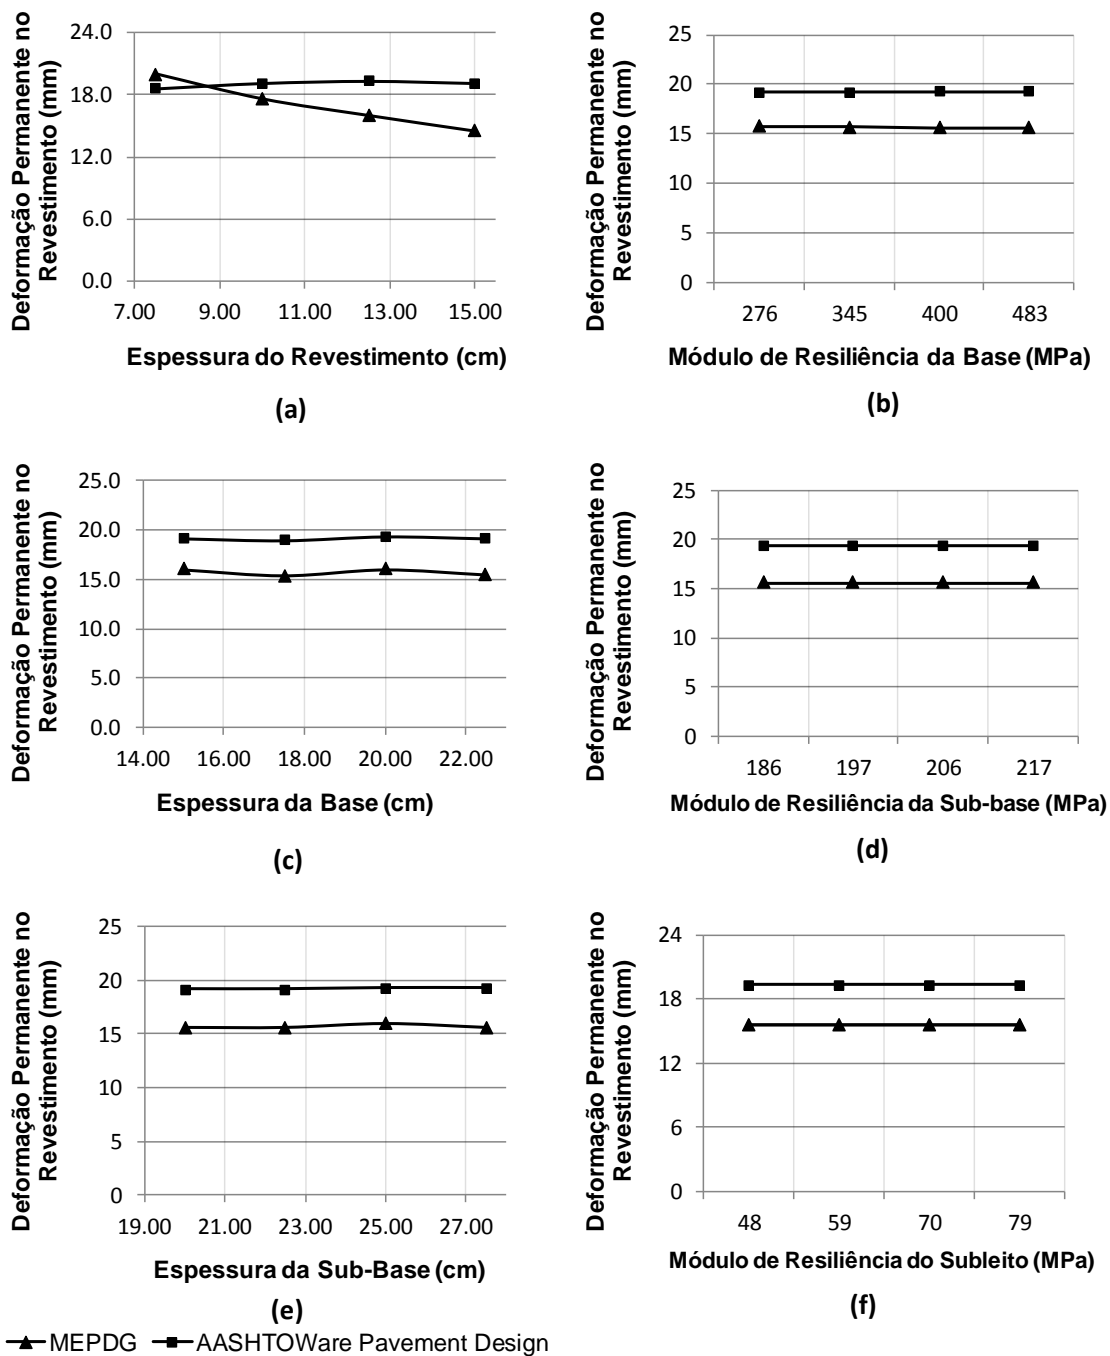 Deformação Permanente no
Revestimento (mm)
24.0
18.0
12.0
6.0
0.0
7.00 9.00 11.00 13.00 15.00
Espessura do Revestimento (cm)
(a)
Deformação Permanente no
Revestimento (mm)
25
20
15
10
5
0
276 345 400 483
Módulo de Resiliência da Base (MPa)
(b)
Deformação Permanente no
Revestimento (mm)
25.0
20.0
15.0
10.0
5.0
0.0
14.00 16.00 18.00 20.00 22.00
Espessura da Base (cm)
(c)
Deformação Permanente no
Revestimento (mm)
25
20
15
10
5
0
186 197 206 217
Módulo de Resiliência da Sub-base (MPa)
(d)
Deformação Permanente no
Revestimento (mm)
25
20
15
10
5
0
19.00 21.00 23.00 25.00 27.00
Espessura da Sub-Base (cm)
(e)
Deformação Permanente no
Revestimento (mm)
24
18
12
6
0
48 59 70 79
Módulo de Resiliência do Subleito (MPa)
(f)
MEPDG AASHTOWare Pavement Design